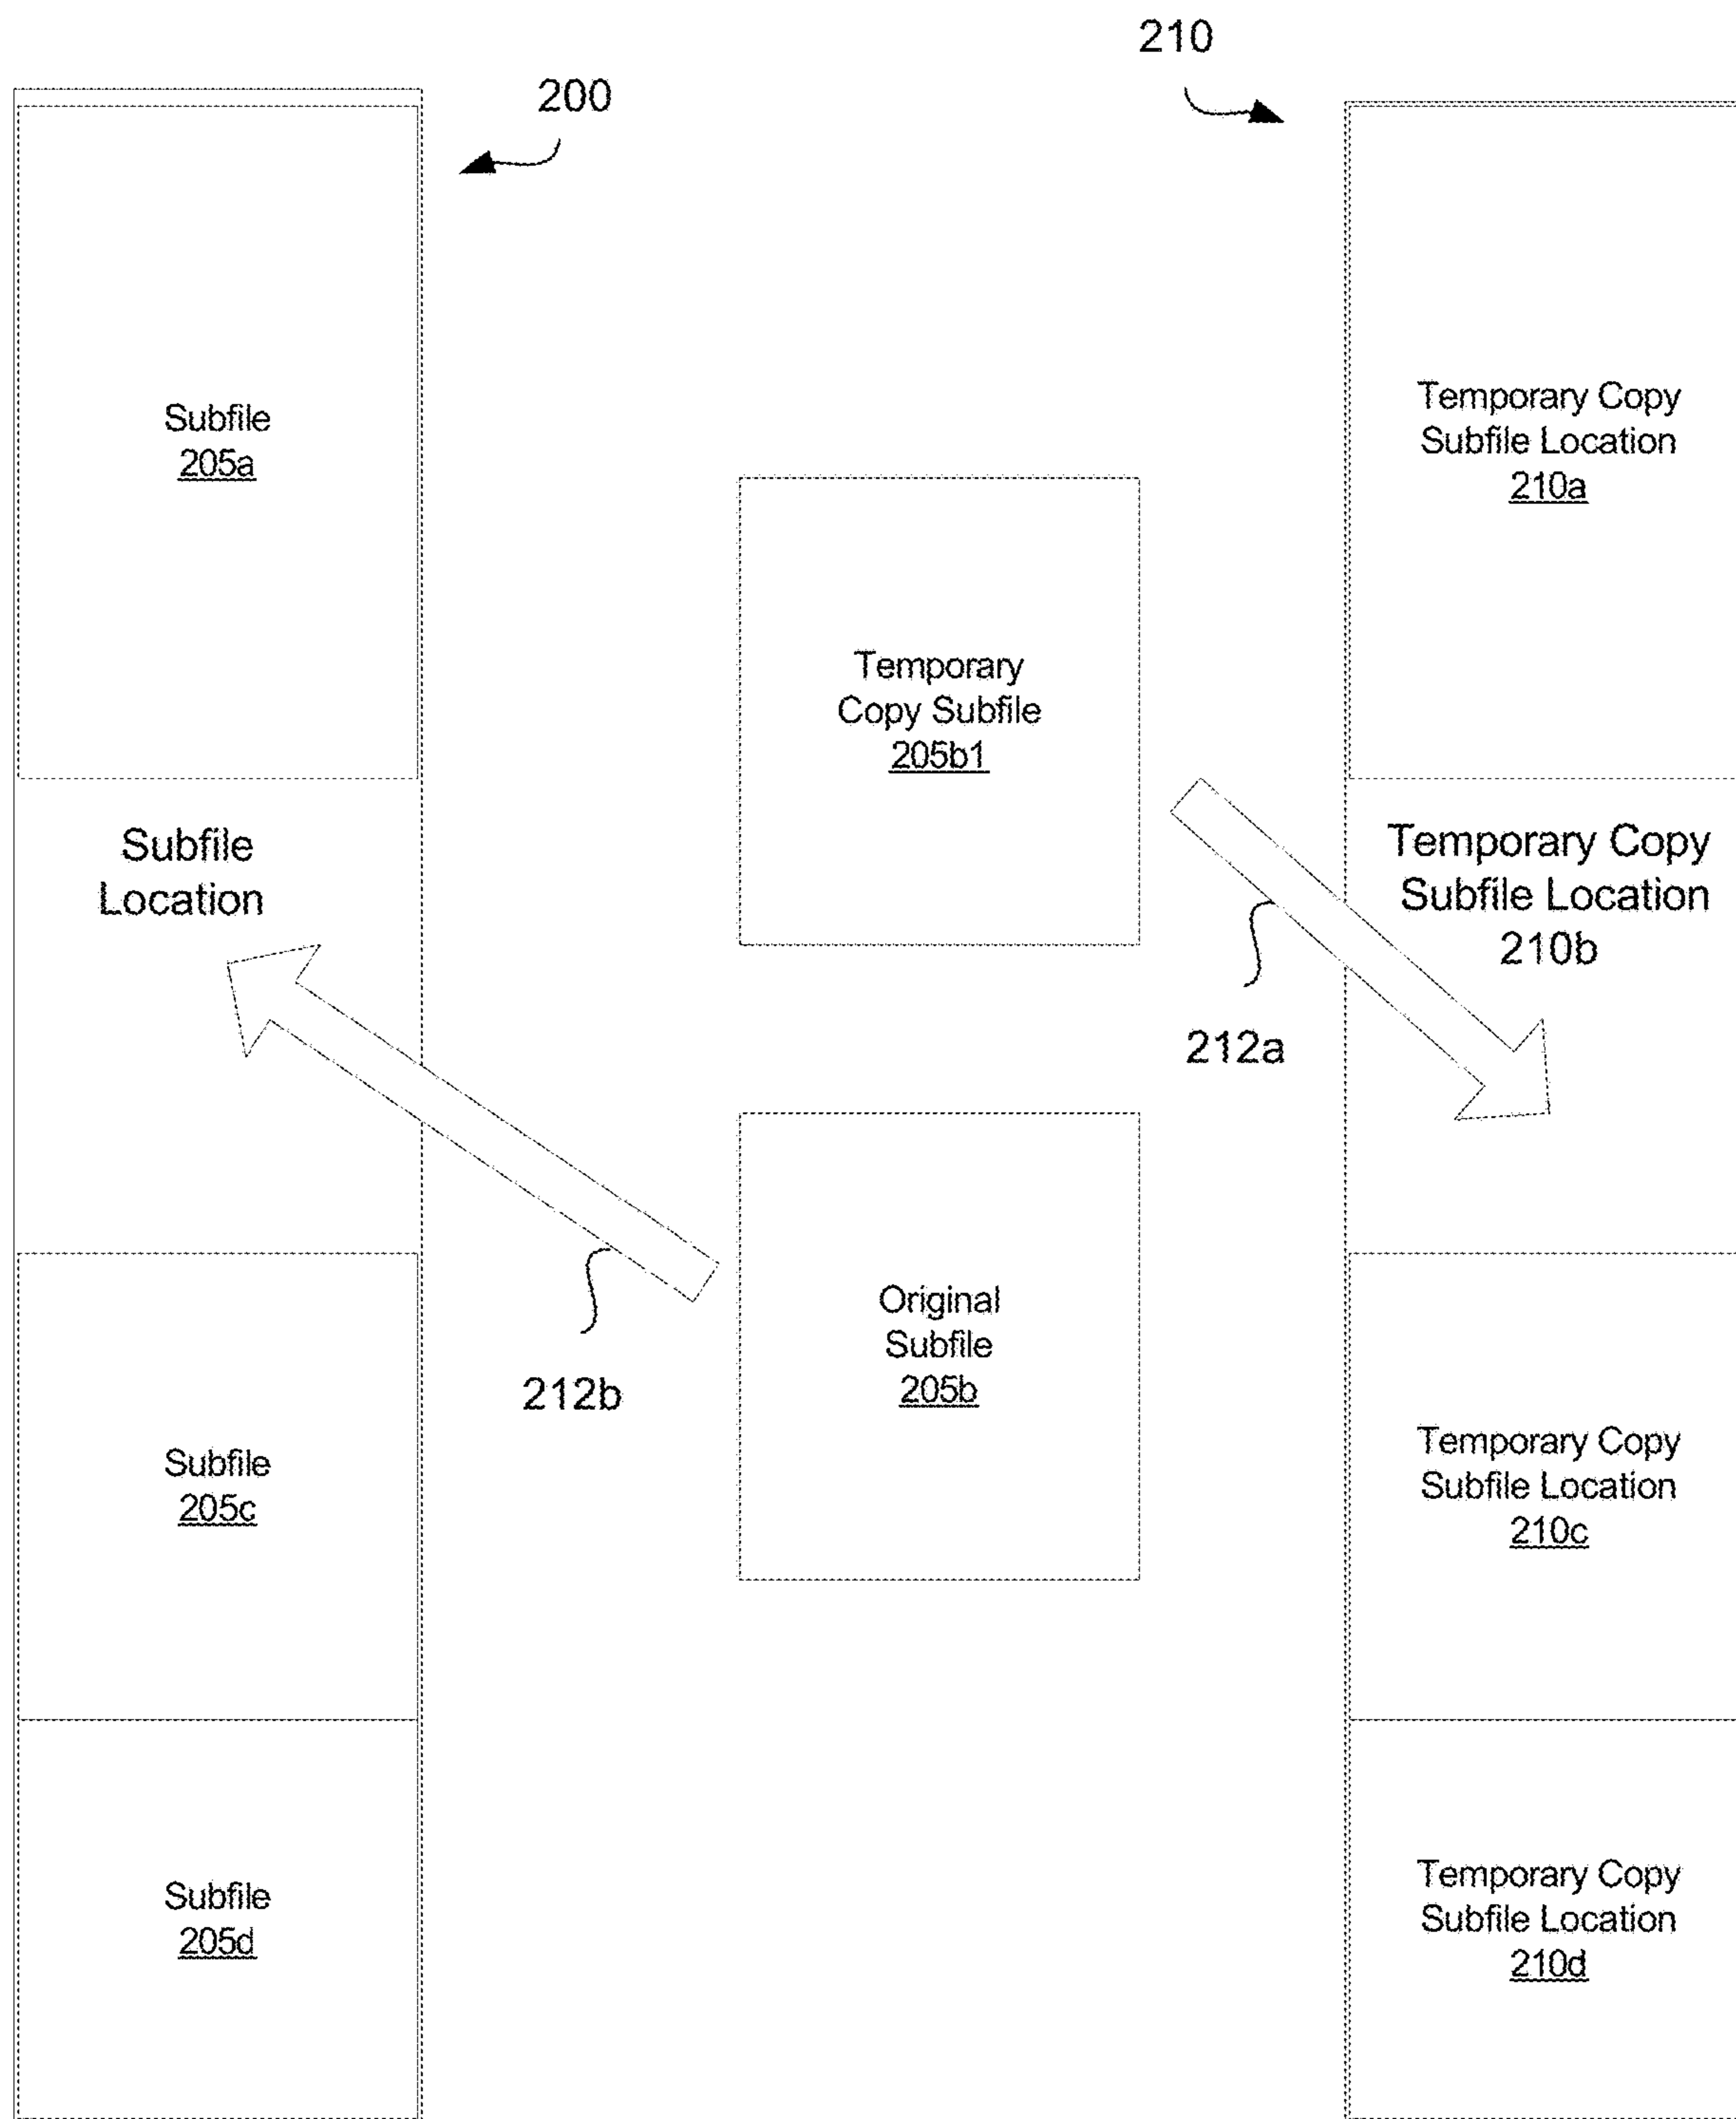 210
200
Subfile
205a
Temporary Copy
Subfile Location
210a
Temporary
Copy Subfile
205b1
Subfile
Location
Temporary Copy
Subfile Location
210b
212a
Original
Subfile
205b
212b
Subfile
205c
Temporary Copy
Subfile Location
210c
Subfile
205d
Temporary Copy
Subfile Location
210d